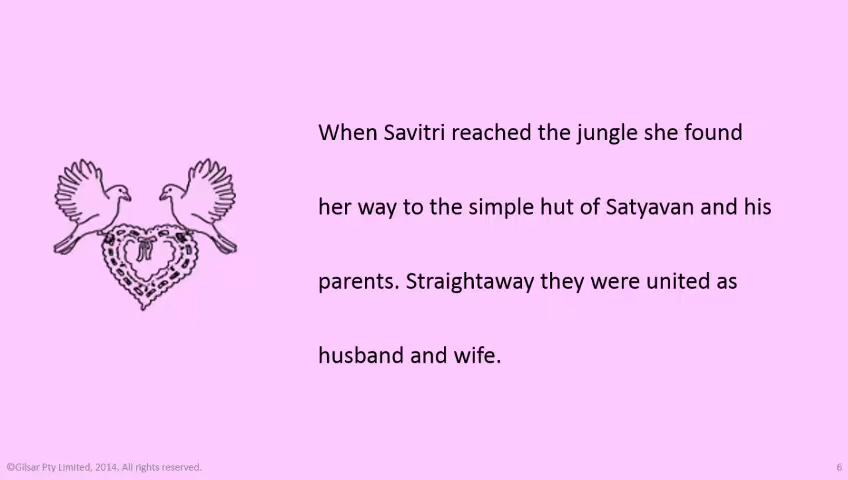 When Savitri reached the jungle she found
her way to the simple hut of Satyavan and his
parents. Straightaway they were united as
husband and wife.
©Gilsar Pty Limited, 2014. All rights reserved.
6